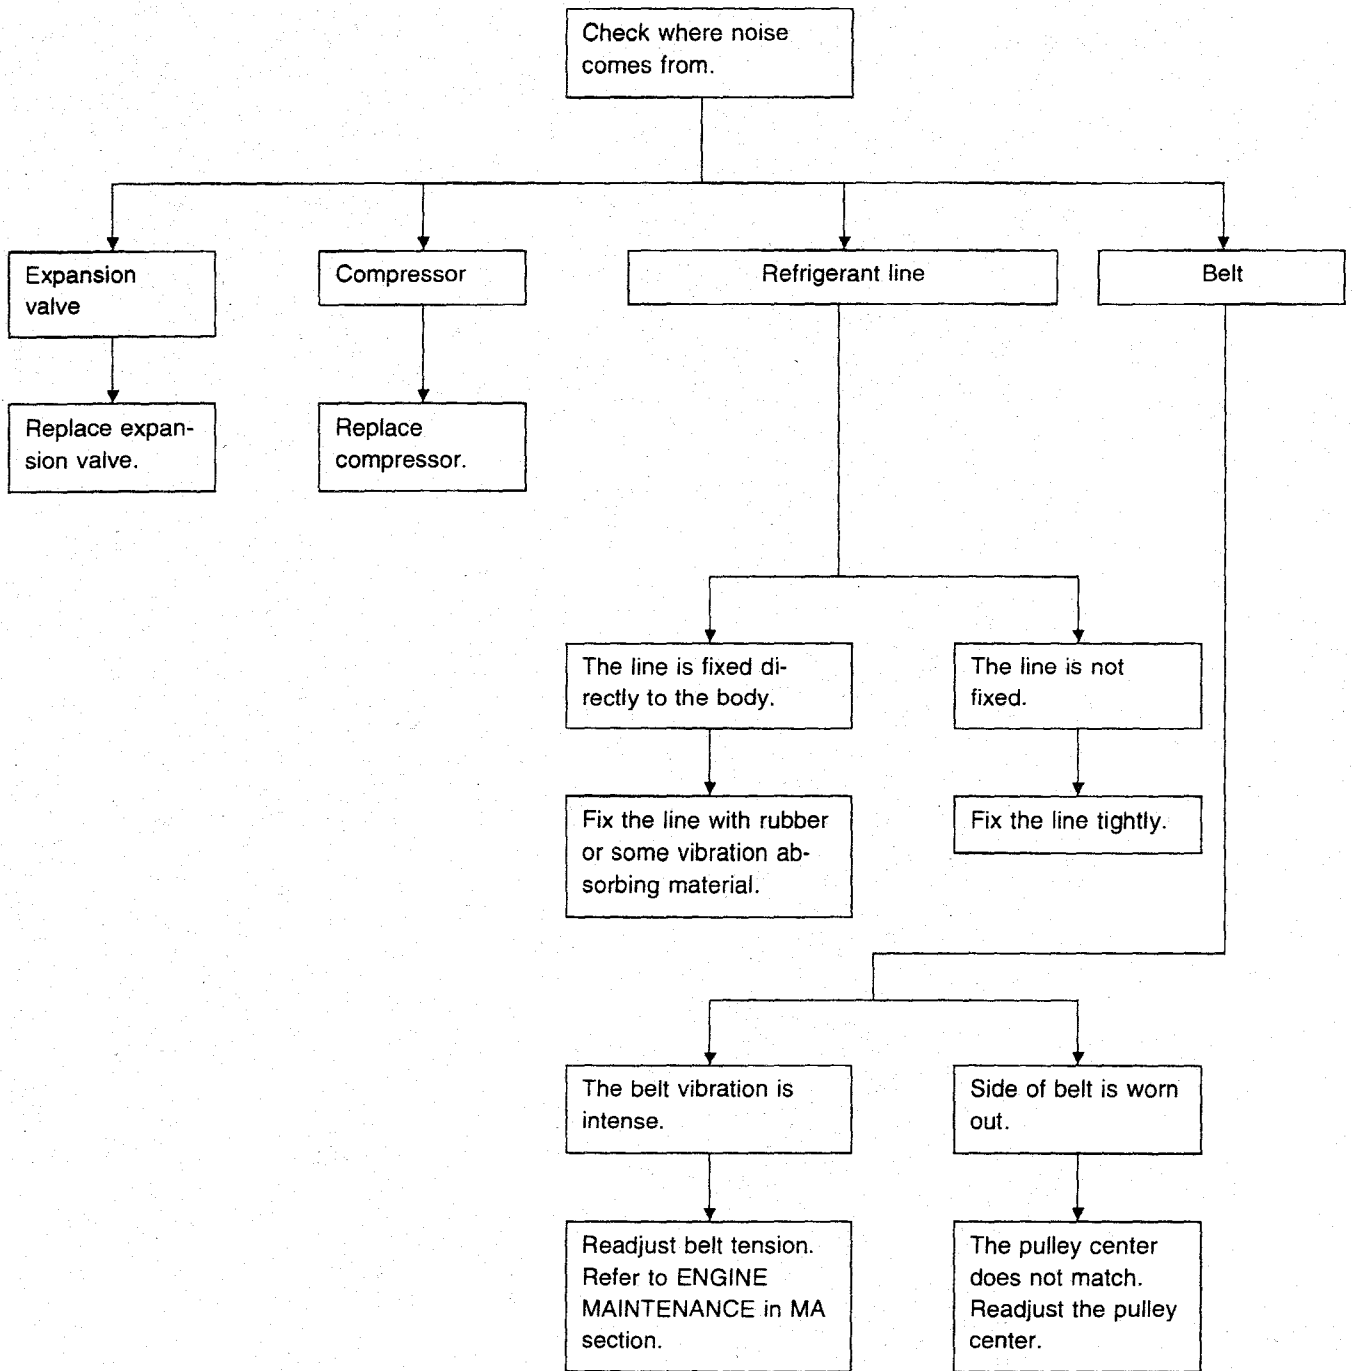 Check where noise
comes from.
Expansion
valve
Compressor
Refrigerant line
Belt
Replace expan-
sion valve.
Replace
compressor.
The line is fixed di-
rectly to the body.
The line is not
fixed.
Fix the line with rubber
or some vibration ab-
sorbing material.
Fix the line tightly.
The belt vibration is
intense.
Side of belt is worn
out.
Readjust belt tension.
Refer to ENGINE
MAINTENANCE in MA
section.
The pulley center
does not match.
Readjust the pulley
center.